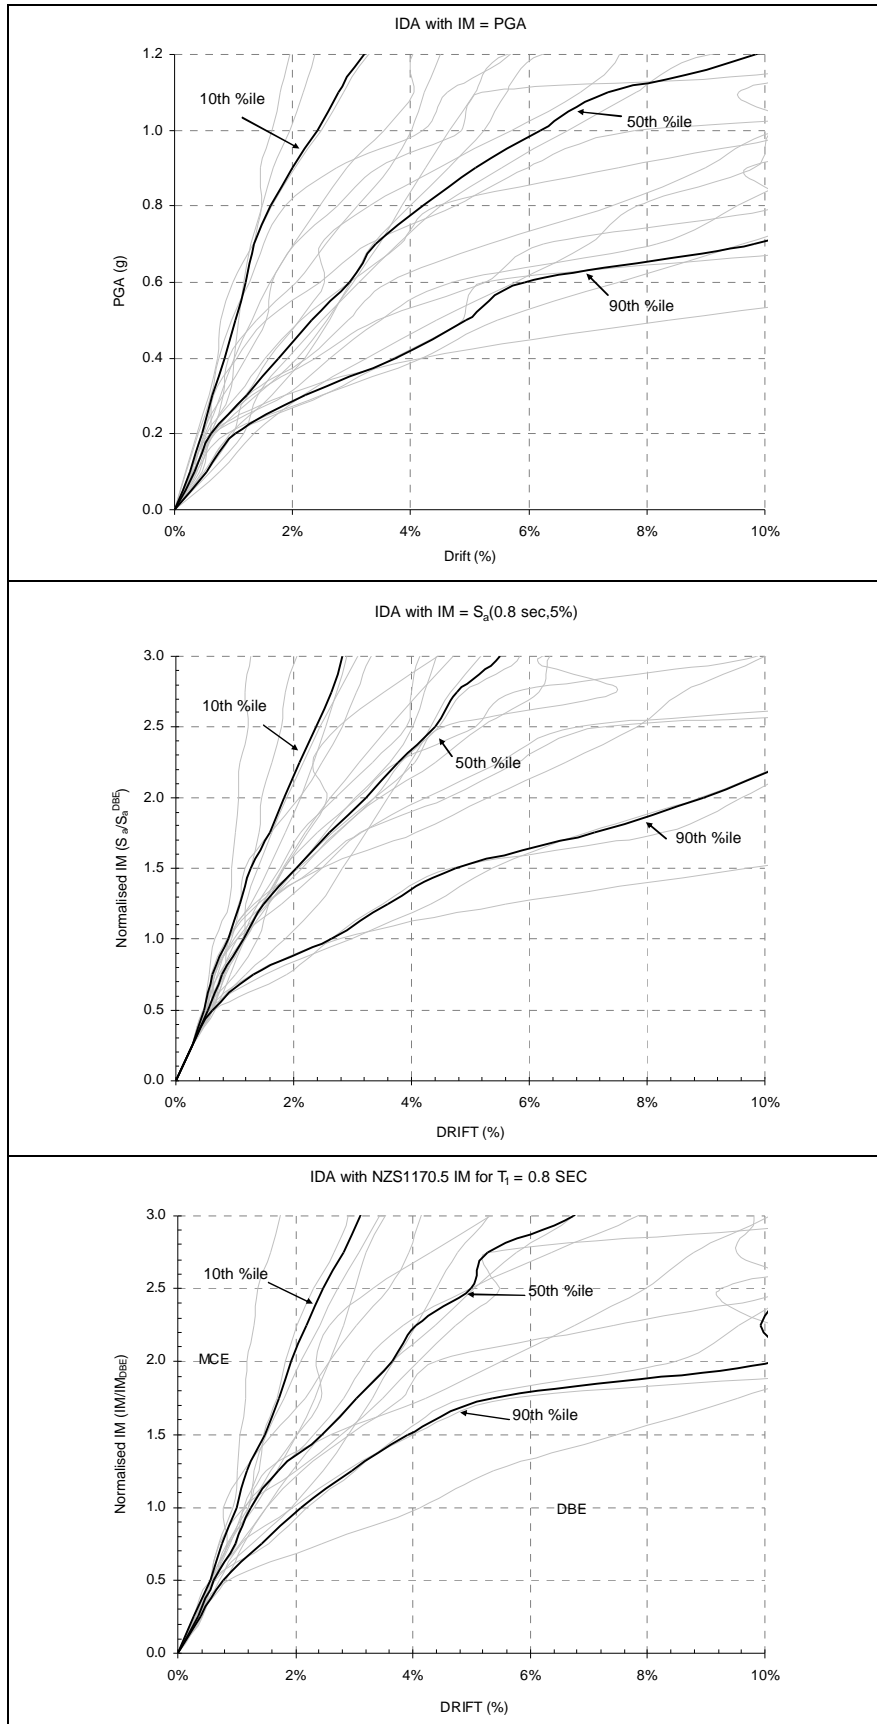 IDA with IM = PGA
1.2
10th %ile
50th %ile
1.0
0.8
PGA (g)
0.6
90th %ile
0.4
0.2
0.0
0% 2% 4% 6% 8% 10%
Drift (%)
IDA with IM = Sa(0.8 sec,5%)
3.0
10th %ile
2.5
50th %ile
2.0
90th %ile
Normalised IM (Sa/SaDBE)
1.5
1.0
0.5
0.0
0% 2% 4% 6% 8% 10%
DRIFT (%)
IDA with NZS1170.5 IM for T1 = 0.8 SEC
3.0
10th %ile
2.5
50th %ile
MCE
2.0
90th %ile
Normalised IM (IM/IMDBE)
1.5
1.0
DBE
0.5
0.0
0% 2% 4% 6% 8% 10%
DRIFT (%)